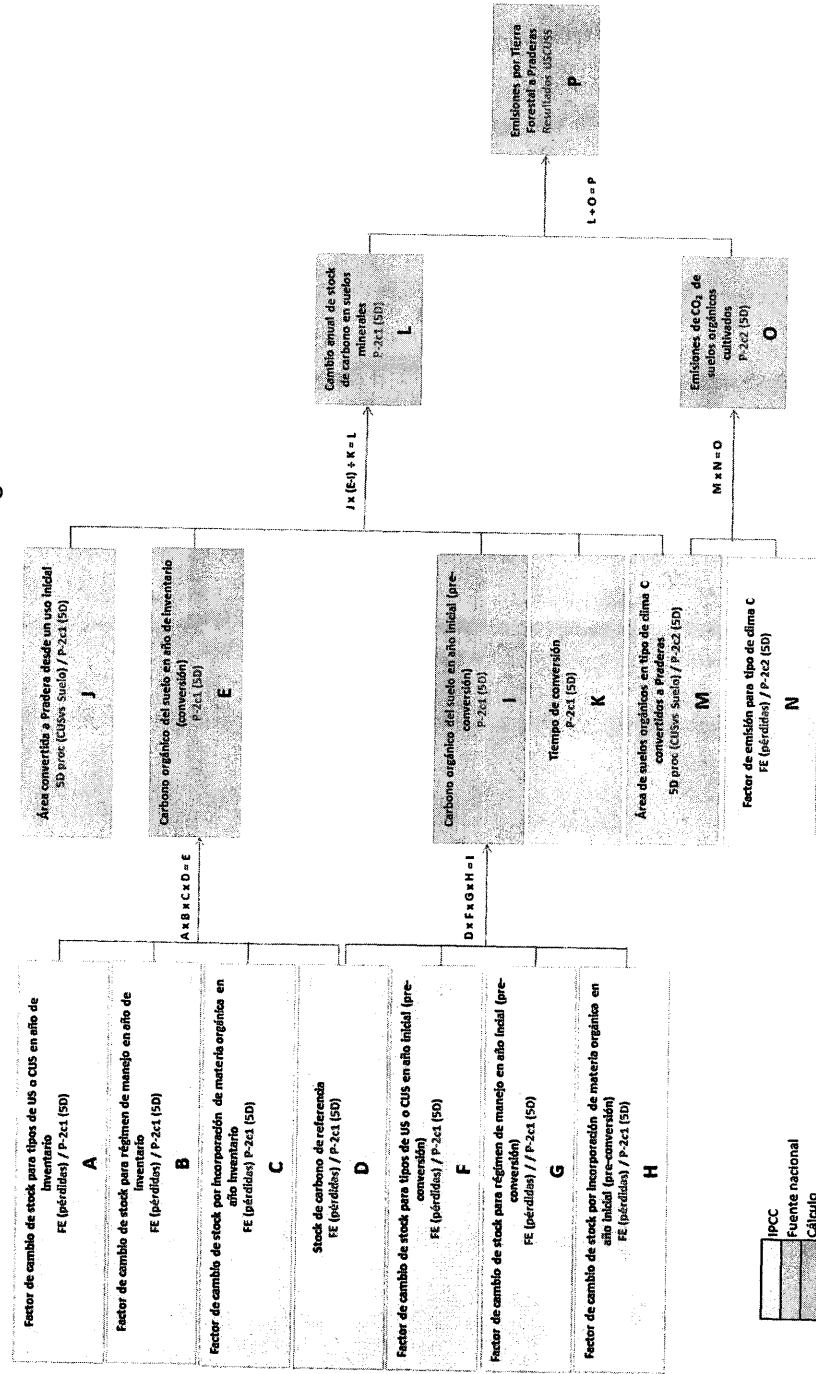 Factor de cambio de stock para tipos de US o CUS en año de
Inventario
FE (pérdidas) / P-2c1 (5D)
A
Factor de cambio de stock para régimen de manejo en año de
Inventario
FE (pérdidas) / P-2c1 (5D)
B
Factor de cambio de stock por incorporación de materia orgánica en
año Inventario
FE (pérdidas) P-2c1 (5D)
C
Stock de carbono de referencia
FE (pérdidas) / P-2c1 (5D)
D
Factor de cambio de stock para tipos de US o CUS en año inicial (pre-
conversión)
FE (pérdidas) / P-2c1 (5D)
F
Factor de cambio de stock para régimen de manejo en año incial (pre-
conversión)
FE (pérdidas) / / P-2c1 (5D)
G
Factor de cambio de stock por incorporación de materia orgánica en
año inicial (pre-conversión)
FE (pérdidas) / P-2c1 (5D)
H
A x B x C x D = E
D x F x G x H = I
Área convertida a Pradera desde un uso inicial
5D proc (CUSvs Suelo) / P-2c1 (5D)
J
Carbono orgánico del suelo en año de inventario
(conversión)
P-2c1 (5D)
E
Carbono orgánico del suelo en año inicial (pre-
conversión)
P-2c1 (5D)
I
Tiempo de conversión
P-2c1 (5D)
K
Área de suelos orgánicos en tipo de clima C
convertidos a Praderas
5D proc (CUSvs Suelo) / P-2c2 (5D)
M
Factor de emisión para tipo de clima C
FE (pérdidas) / P-2c2 (5D)
N
J x (E-I) ÷ K = L
M x N = O
Cambio anual de stock
de carbono en suelos
minerales
P-2c1 (5D)
L
Emisiones de CO₂ de
suelos orgánicos
cultivados
P-2c2 (5D)
O
L + O = P
Emisiones por Tierra
Forestal a Praderas
Resultados USCUSS
P
IPCC
Fuente nacional
Cálculo